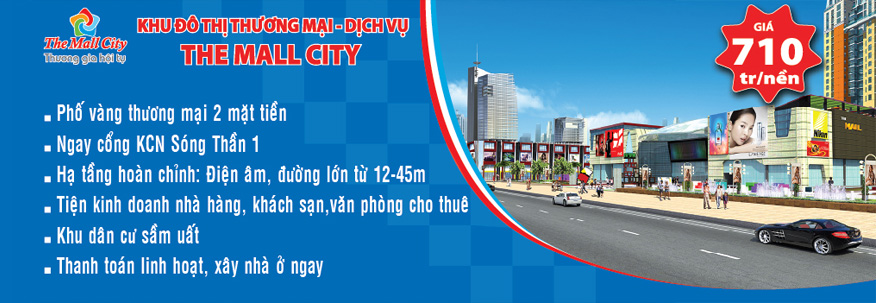 The Mall City
Thương gia hội tụ
KHU ĐÔ THỊ THƯƠNG MẠI - DỊCH VỤ
THE MALL CITY
GIÁ
710
tr/nền
Phố vàng thương mại 2 mặt tiền
Ngay cổng KCN Sóng Thần 1
Hạ tầng hoàn chỉnh: Điện âm, đường lớn từ 12-45m
Tiện kinh doanh nhà hàng, khách sạn,văn phòng cho thuê
Khu dân cư sầm uất
Thanh toán linh hoạt, xây nhà ở ngay
THE MALL
Nikon